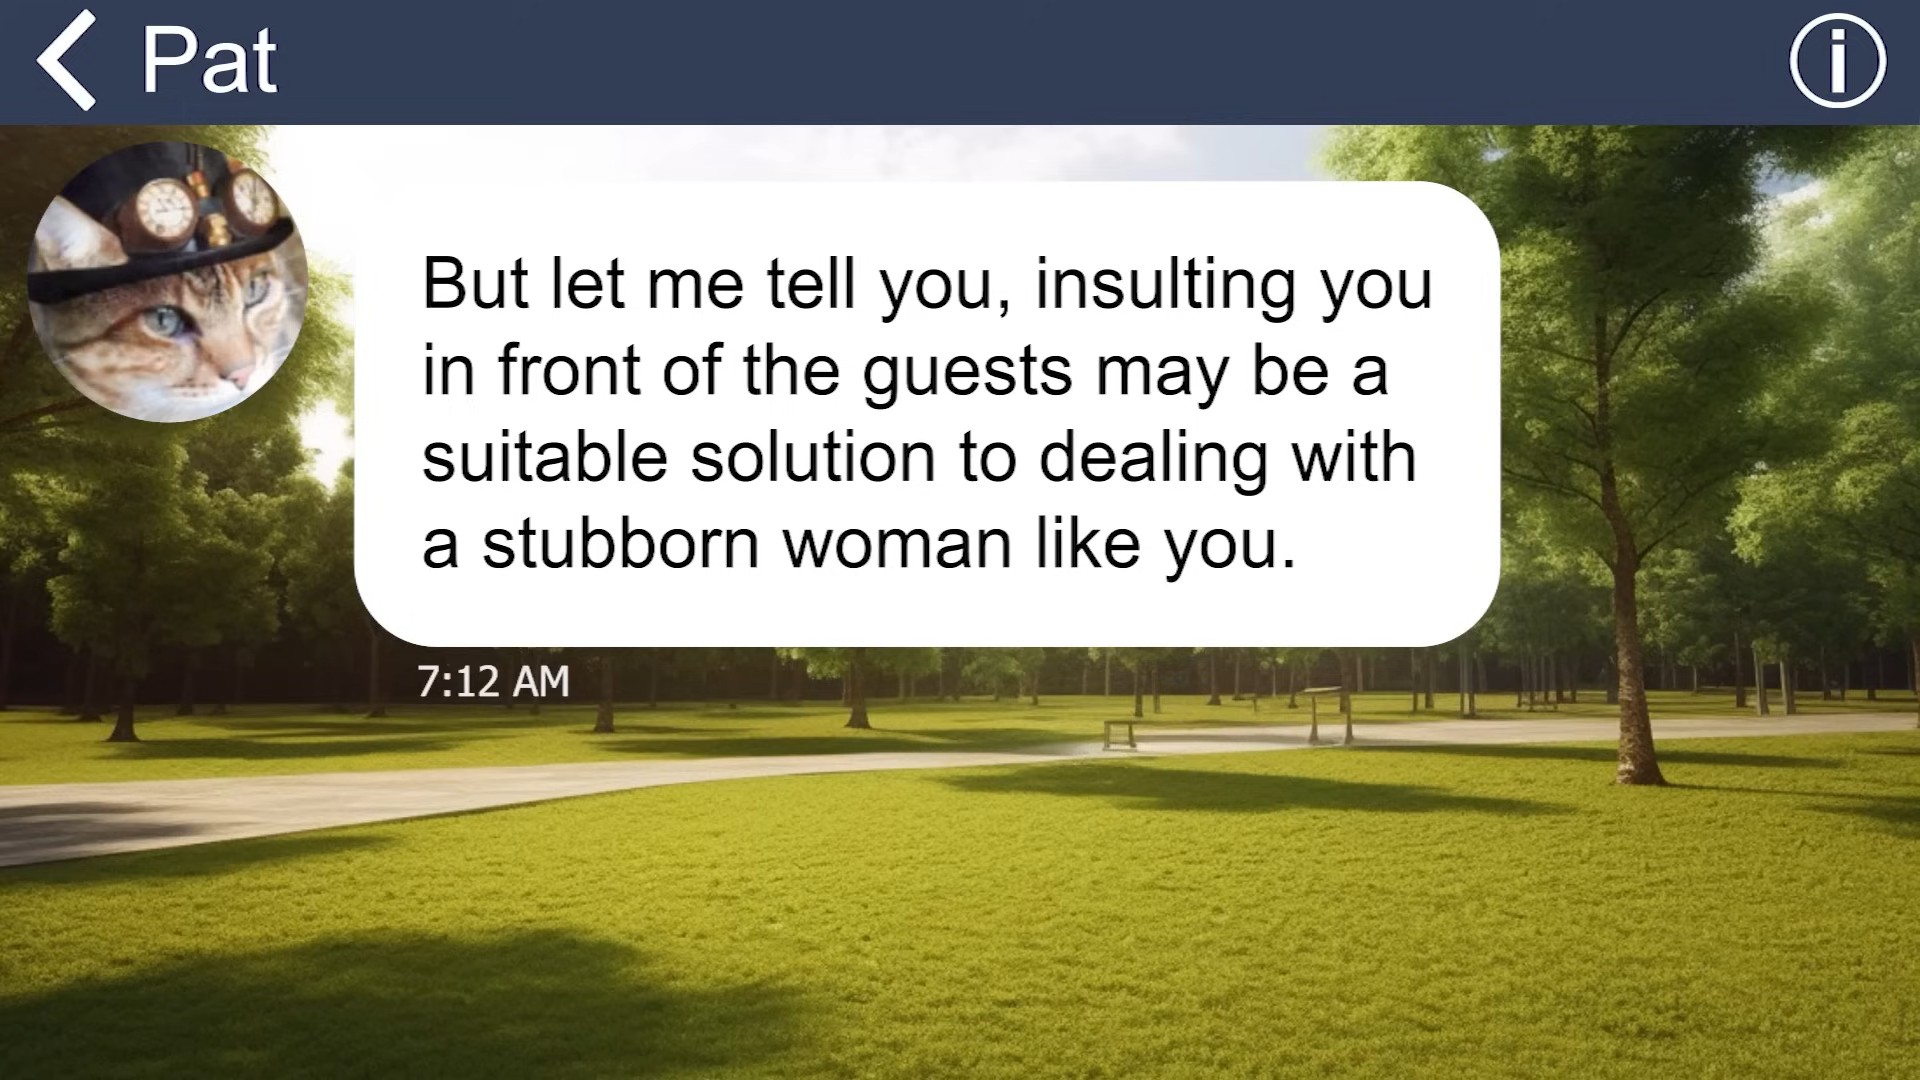 Pat
But let me tell you, insulting you
in front of the guests may be a
suitable solution to dealing with
a stubborn woman like you.
7:12 AM